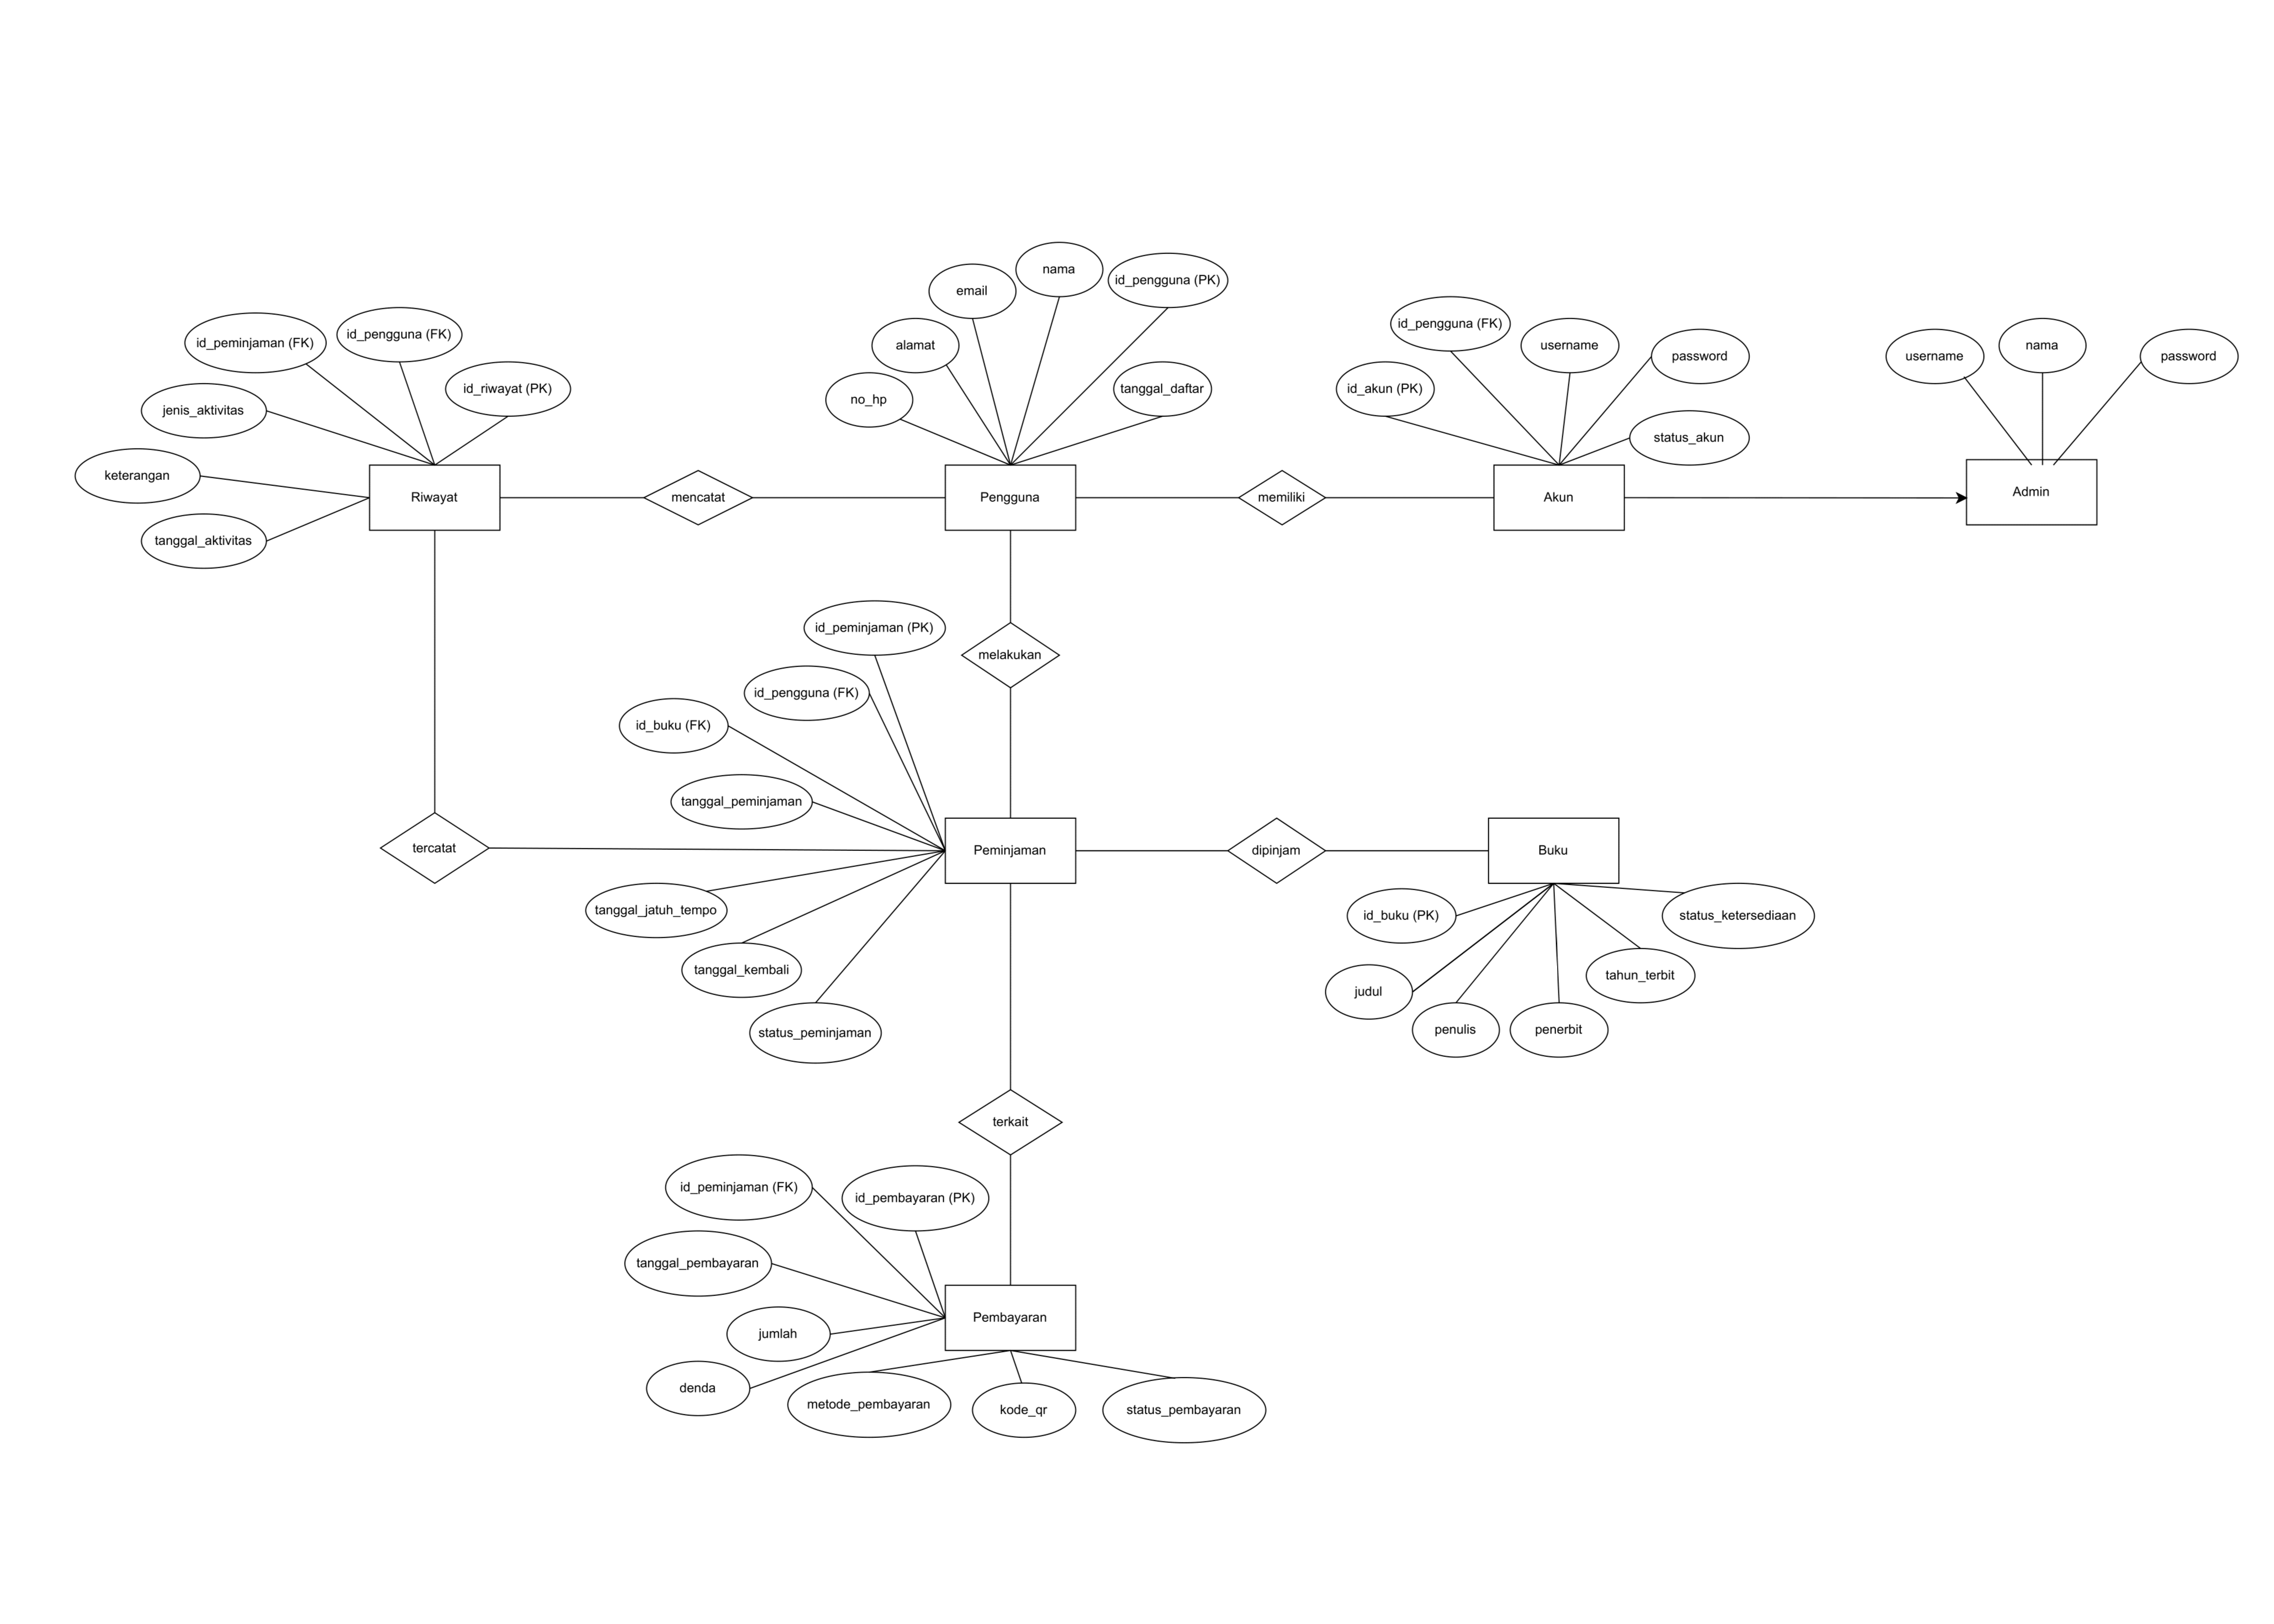 nama
id_pengguna (PK)
email
id_pengguna (FK)
id_pengguna (FK)
id_peminjaman (FK)
alamat
username
nama
password
username
password
id_riwayat (PK)
tanggal_daftar
id_akun (PK)
no_hp
jenis_aktivitas
status_akun
keterangan
Riwayat
mencatat
Pengguna
memiliki
Akun
Admin
tanggal_aktivitas
id_peminjaman (PK)
melakukan
id_pengguna (FK)
id_buku (FK)
tanggal_peminjaman
tercatat
Peminjaman
dipinjam
Buku
tanggal_jatuh_tempo
id_buku (PK)
status_ketersediaan
tanggal_kembali
tahun_terbit
judul
status_peminjaman
penulis
penerbit
terkait
id_peminjaman (FK)
id_pembayaran (PK)
tanggal_pembayaran
Pembayaran
jumlah
denda
metode_pembayaran
kode_qr
status_pembayaran